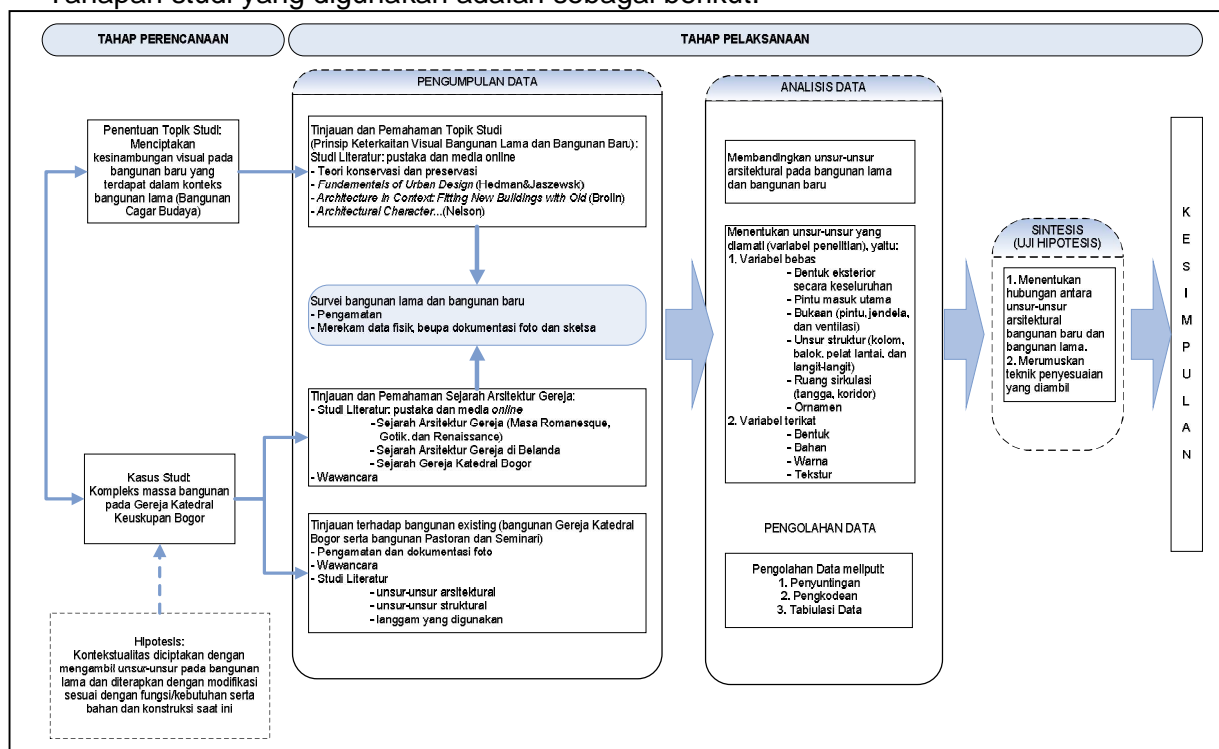 Tahapan studi yang digunakan adalah sebagai berikut:
TAHAP PERENCANAAN
TAHAP PELAKSANAAN
Penentuan Topik Studi:
Menciptakan
kesinambungan visual pada
bangunan baru yang
terdapat dalam konteks
bangunan lama (Bangunan
Cagar Budaya)
Kasus Studi:
Kompleks massa bangunan
pada Gereja Katedral
Keuskupan Bogor
Hipotesis:
Kontekstualitas diciptakan dengan
mengambil unsur-unsur pada bangunan
lama dan diterapkan dengan modifikasi
sesuai dengan fungsi/kebutuhan serta
bahan dan konstruksi saat ini
PENGUMPULAN DATA
Tinjauan dan Pemahaman Topik Studi
(Prinsip Keterkaitan Visual Bangunan Lama dan Bangunan Baru):
Studi Literatur: pustaka dan media online
- Teori konservasi dan preservasi
- Fundamentals of Urban Design (Hedman&Jaszewsk)
- Architecture in Context: Fitting New Buildings with Old (Brolin)
- Architectural Character...(Nelson)
Survei bangunan lama dan bangunan baru
- Pengamatan
- Merekam data fisik, beupa dokumentasi foto dan sketsa
Tinjauan dan Pemahaman Sejarah Arsitektur Gereja:
- Studi Literatur: pustaka dan media online
- Sejarah Arsitektur Gereja (Masa Romanesque,
Gotik, dan Renaissance)
- Sejarah Arsitektur Gereja di Belanda
- Sejarah Gereja Katedral Bogor
- Wawancara
Tinjauan terhadap bangunan existing (bangunan Gereja Katedral
Bogor serta bangunan Pastoran dan Seminari)
- Pengamatan dan dokumentasi foto
- Wawancara
- Studi Literatur
- unsur-unsur arsitektural
- unsur-unsur struktural
- langgam yang digunakan
ANALISIS DATA
Membandingkan unsur-unsur
arsitektural pada bangunan lama
dan bangunan baru
Menentukan unsur-unsur yang
diamati (variabel penelitian), yaitu:
1. Variabel bebas
- Bentuk eksterior
secara keseluruhan
- Pintu masuk utama
- Bukaan (pintu, jendela,
dan ventilasi)
- Unsur struktur (kolom,
balok, pelat lantai, dan
langit-langit)
- Ruang sirkulasi
(tangga, koridor)
- Ornamen
2. Variabel terikat
- Bentuk
- Bahan
- Warna
- Tekstur
PENGOLAHAN DATA
Pengolahan Data meliputi:
1. Penyuntingan
2. Pengkodean
3. Tabiulasi Data
SINTESIS
(UJI HIPOTESIS)
1. Menentukan
hubungan antara
unsur-unsur
arsitektural
bangunan baru dan
bangunan lama.
2. Merumuskan
teknik penyesuaian
yang diambil
K
E
S
I
M
P
U
L
A
N